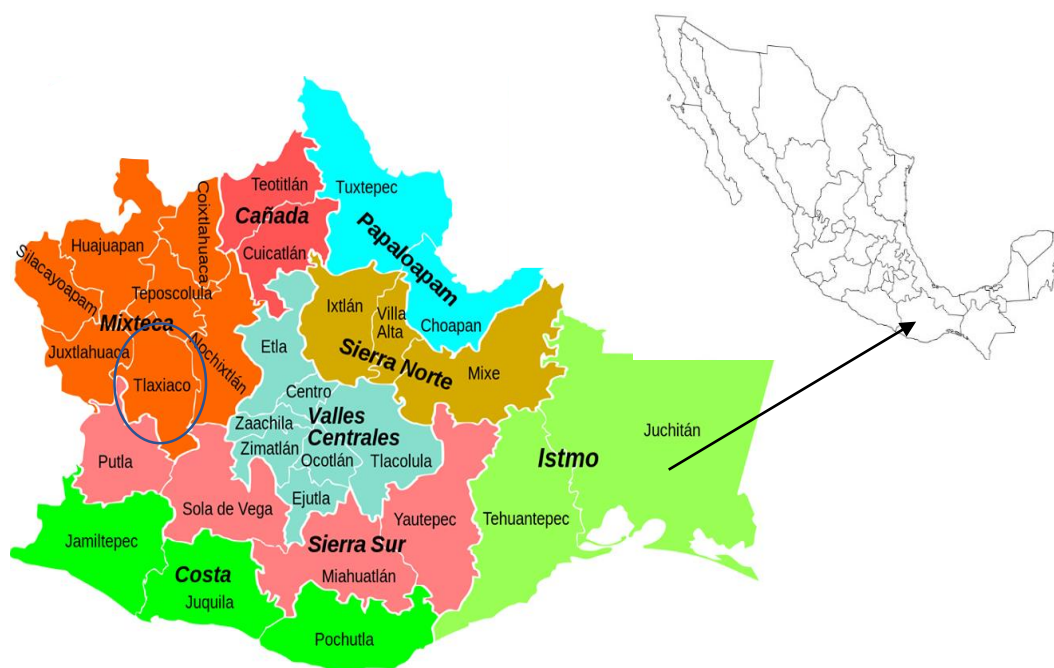 Teotitlán
Cañada
Cuicatlán
Tuxtepec
Papaloapam
Choapan
Coixtlahuaca
Huajuapan
Silacayoapam
Teposcolula
Mixteca
Juxtlahuaca
Nochixtlán
Tlaxiaco
Ixtlán
Villa
Alta
Sierra Norte
Mixe
Etla
Centro
Valles
Centrales
Zaachila
Zimatlán
Ocotlán
Tlacolula
Ejutla
Putla
Sola de Vega
Yautepec
Sierra Sur
Miahuatlán
Istmo
Juchitán
Tehuantepec
Jamiltepec
Costa
Juquila
Pochutla